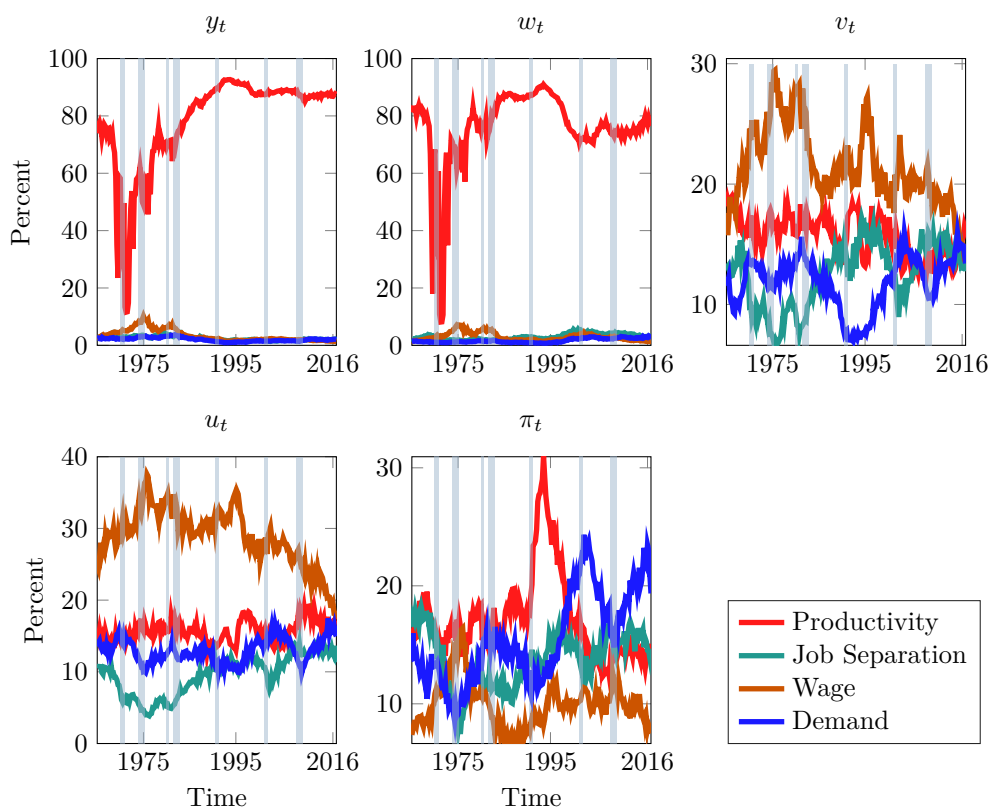 y_t
w_t
v_t
Percent
100
80
60
40
20
0
1975
1995
2016
100
80
60
40
20
0
1975
1995
2016
30
20
10
1975
1995
2016
u_t
π_t
Percent
40
30
20
10
0
1975
1995
2016
Time
30
20
10
1975
1995
2016
Time
Productivity
Job Separation
Wage
Demand